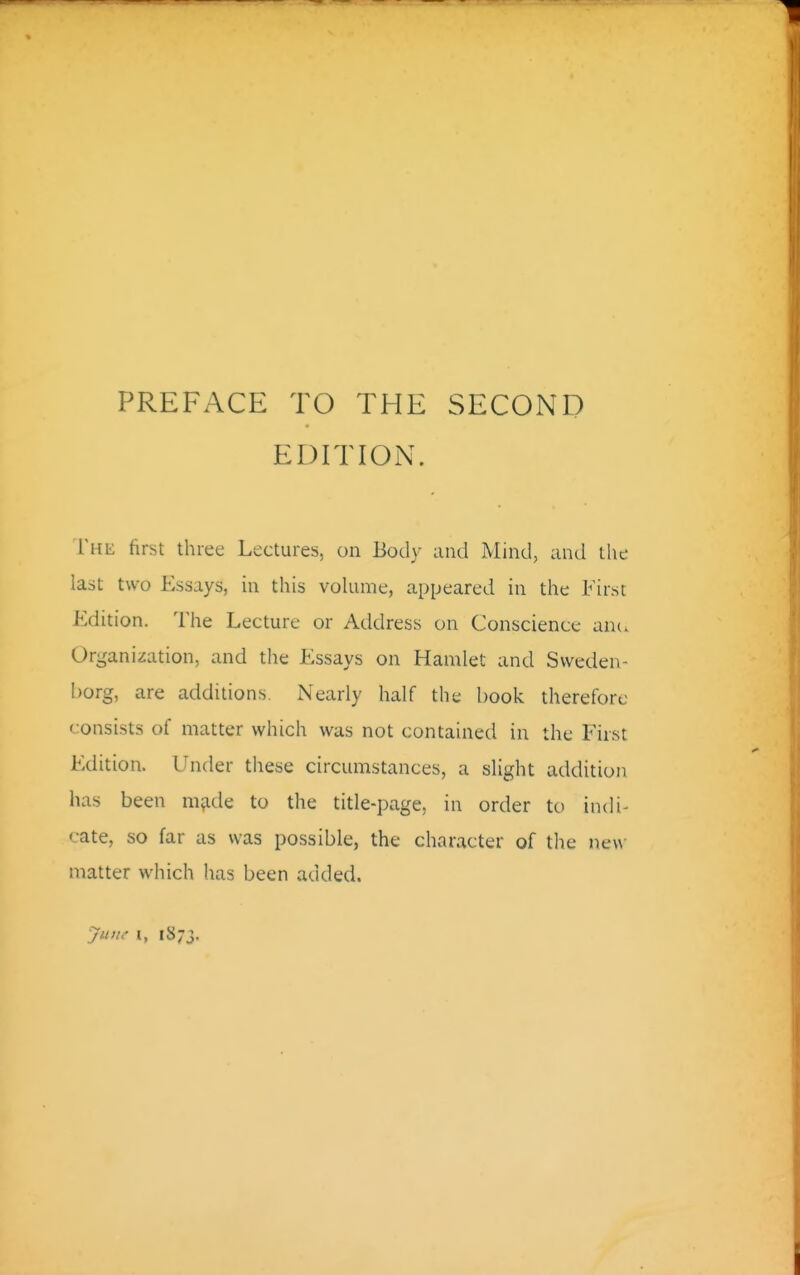 PREFACE TO THE SECOND
EDITION.
THE first three Lectures, on Body and Mind, and the
last two Essays, in this volume, appeared in the First
Edition. The Lecture or Address on Conscience and
Organization, and the Essays on Hamlet and Sweden-
borg, are additions. Nearly half the book therefore
consists of matter which was not contained in the First
Edition. Under these circumstances, a slight addition
has been made to the title-page, in order to indi-
cate, so far as was possible, the character of the new
matter which has been added.
June 1, 1873.